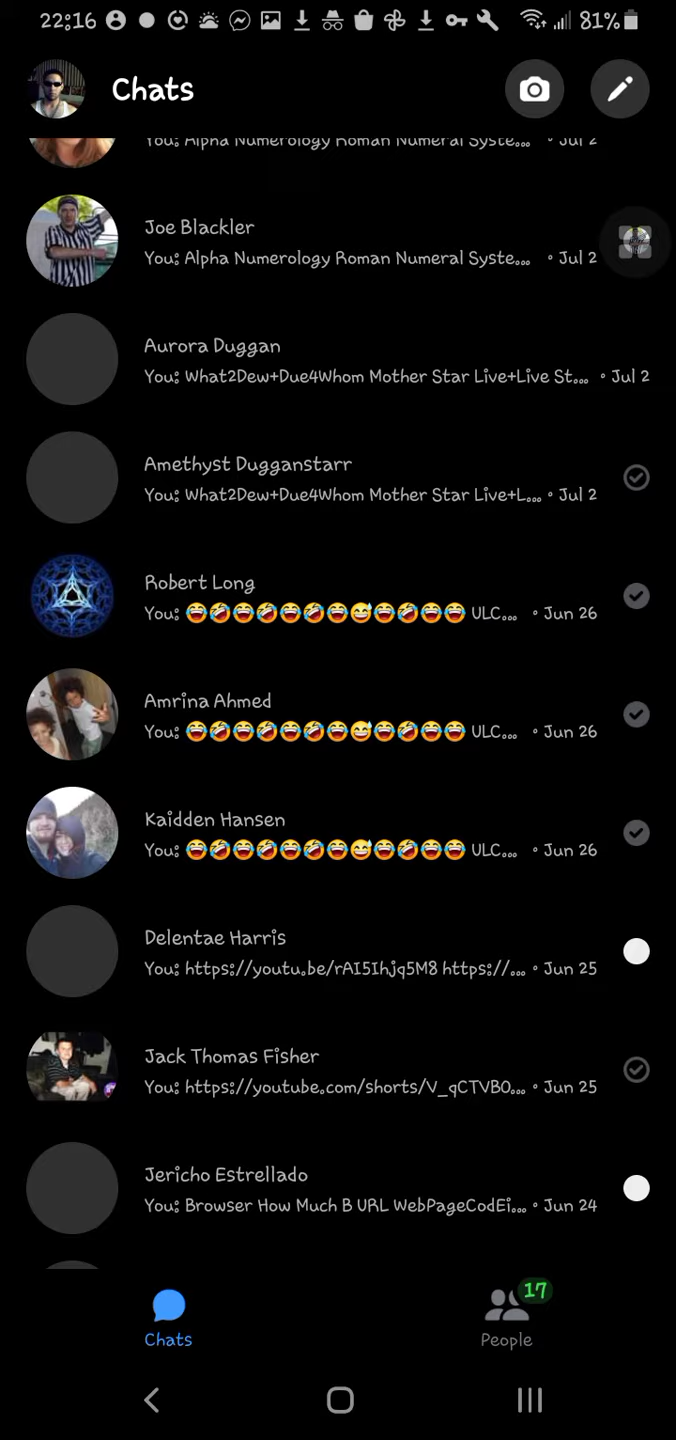 22:16 81%
Chats
You: Alpha Numerology Roman Numeral Syste... • Jul 2
Joe Blackler
You: Alpha Numerology Roman Numeral Syste... • Jul 2
Aurora Duggan
You: What2Dew+Due4Whom Mother Star Live+Live St... • Jul 2
Amethyst Dugganstarr
You: What2Dew+Due4Whom Mother Star Live+L... • Jul 2
Robert Long
You: 😂🤣😂🤣😂🤣😂😅😂🤣😂😂 ULC... • Jun 26
Amrina Ahmed
You: 😂🤣😂🤣😂🤣😂😅😂🤣😂😂 ULC... • Jun 26
Kaidden Hansen
You: 😂🤣😂🤣😂🤣😂😅😂🤣😂😂 ULC... • Jun 26
Delentae Harris
You: https://youtu.be/rAI5Ihjq5M8 https://... • Jun 25
Jack Thomas Fisher
You: https://youtube.com/shorts/V_qCTVBO... • Jun 25
Jericho Estrellado
You: Browser How Much B URL WebPageCodEi... • Jun 24
17
Chats People